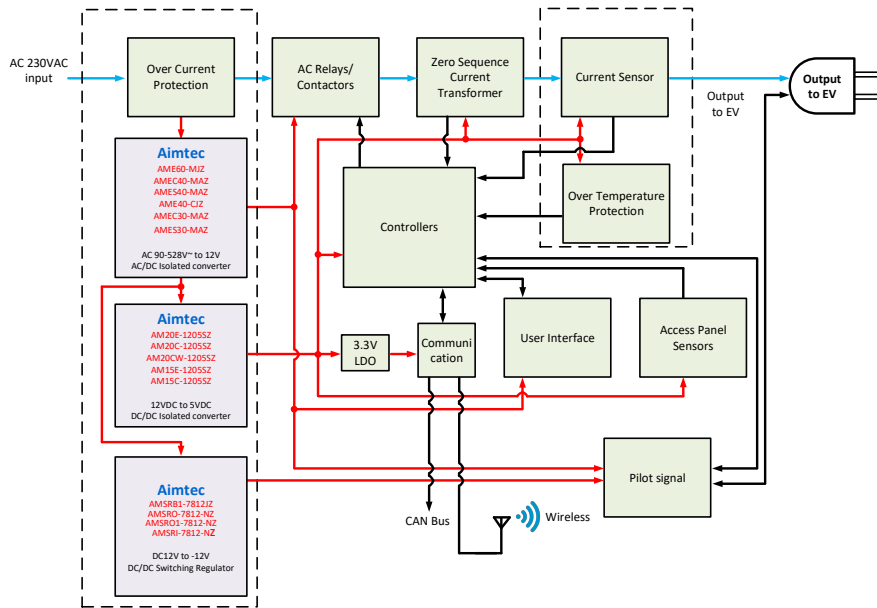 AC 230VAC
input
Over Current
Protection
AC Relays/
Contactors
Zero Sequence
Current
Transformer
Current Sensor
Output
to EV
Output
to EV
Aimtec
AME60-MJZ
AMEC40-MAZ
AMES40-MAZ
AME40-CJZ
AMEC30-MAZ
AMES30-MAZ
AC 90-528V~ to 12V
AC/DC Isolated converter
Controllers
Over Temperature
Protection
Aimtec
AM20E-1205SZ
AM20C-1205SZ
AM20CW-1205SZ
AM15E-1205SZ
AM15C-1205SZ
12VDC to 5VDC
DC/DC Isolated converter
3.3V
LDO
Communi
cation
User Interface
Access Panel
Sensors
Aimtec
AMSRB1-7812JZ
AMSRO-7812-NZ
AMSRO1-7812-NZ
AMSRI-7812-NZ
DC12V to -12V
DC/DC Switching Regulator
Pilot signal
CAN Bus
Wireless